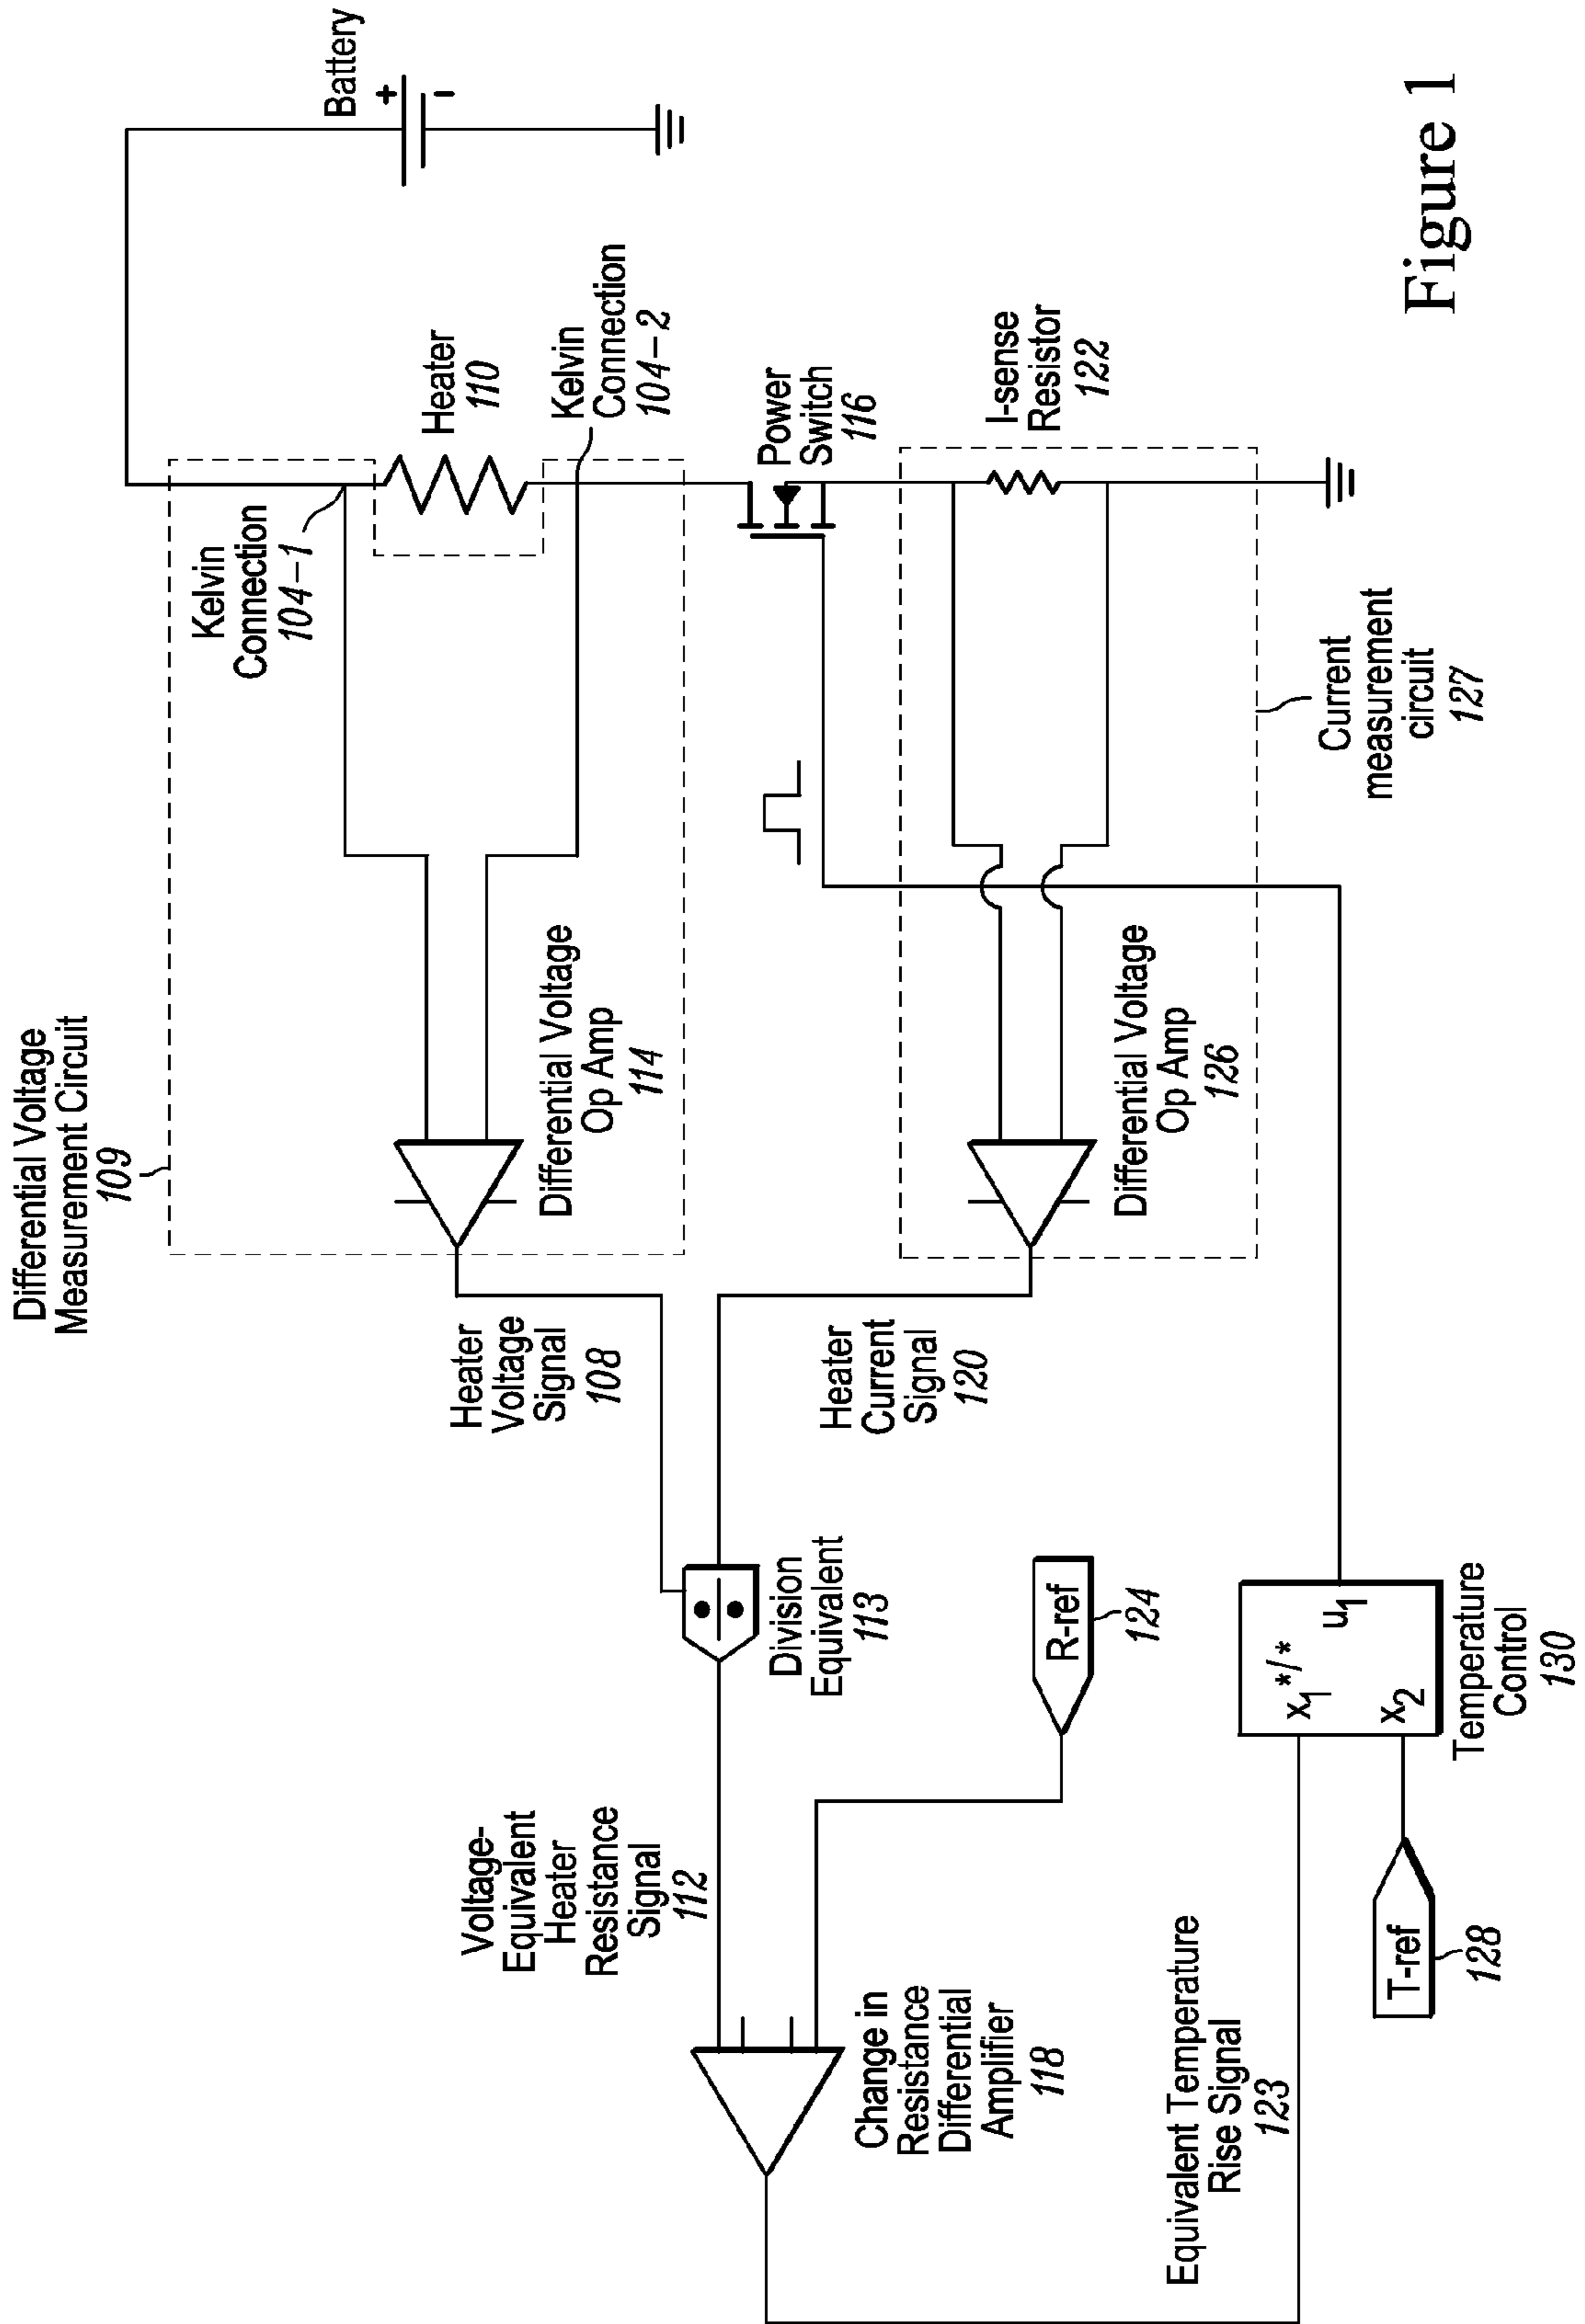 Differential Voltage
Measurement Circuit
109
Kelvin
Connection
104-1
Battery
+
−
Heater
110
Kelvin
Connection
104-2
Differential Voltage
Op Amp
114
Heater
Voltage
Signal
108
Power
Switch
116
I-sense
Resistor
122
Differential Voltage
Op Amp
126
Current
measurement
circuit
127
Heater
Current
Signal
120
Division
Equivalent
113
Voltage-
Equivalent
Heater
Resistance
Signal
112
R-ref
124
Change in
Resistance
Differential
Amplifier
118
Equivalent Temperature
Rise Signal
123
x1 */*
u1
x2
Temperature
Control
130
T-ref
128
Figure 1